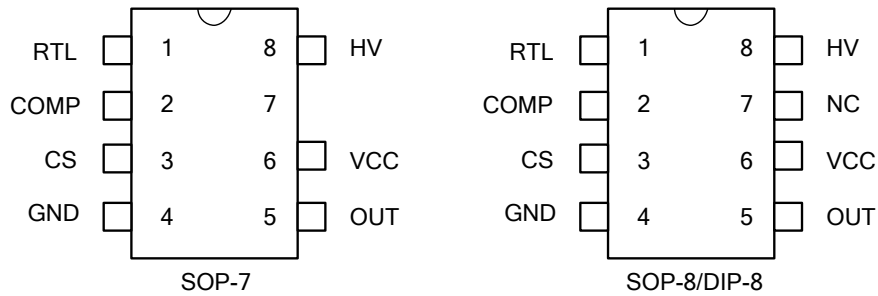 RTL 1 8 HV RTL 1 8 HV
COMP 2 7 COMP 2 7 NC
CS 3 6 VCC CS 3 6 VCC
GND 4 5 OUT GND 4 5 OUT
SOP-7 SOP-8/DIP-8